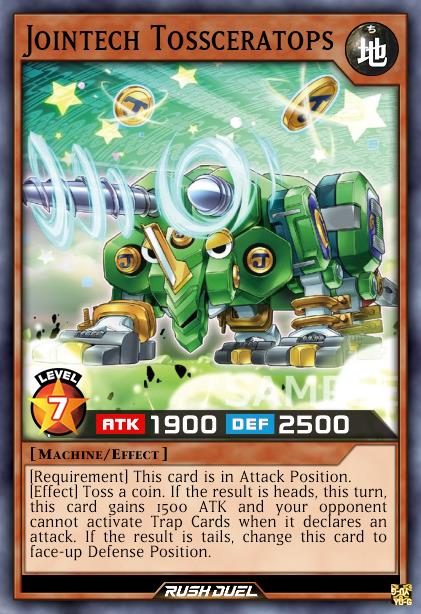 Jointech Tossceratops
ち
地
J
J
J
J
J
SAMP
LEVEL
7
ATK 1900 DEF 2500
[Machine/Effect]
[Requirement] This card is in Attack Position.
[Effect] Toss a coin. If the result is heads, this turn,
this card gains 1500 ATK and your opponent
cannot activate Trap Cards when it declares an
attack. If the result is tails, change this card to
face-up Defense Position.
RUSH DUEL